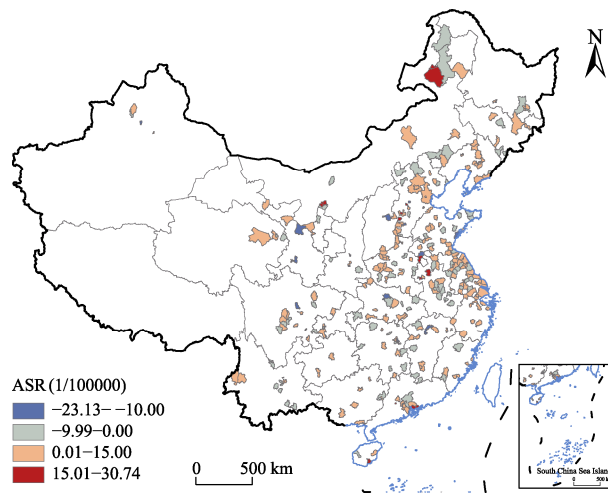 N
ASR (1/100000)
−23.13−−10.00
−9.99−0.00
0.01−15.00
15.01−30.74
0 500 km
South China Sea Islan
0 500 k